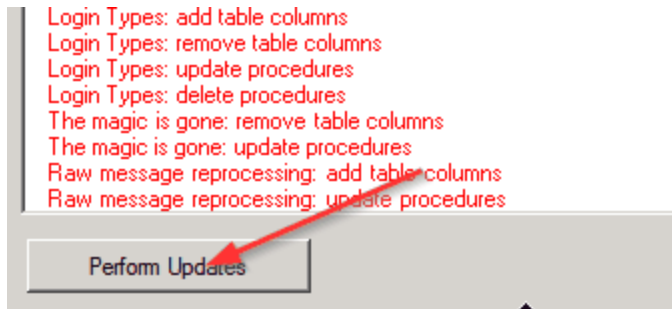 Login Types: add table columns
Login Types: remove table columns
Login Types: update procedures
Login Types: delete procedures
The magic is gone: remove table columns
The magic is gone: update procedures
Raw message reprocessing: add table columns
Raw message reprocessing: update procedures
Perform Updates